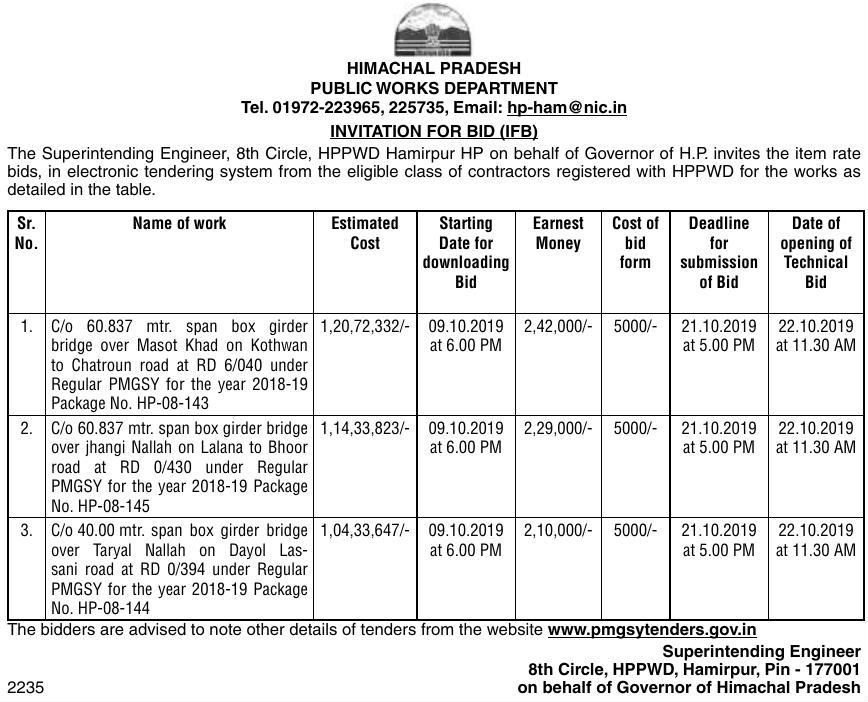 HIMACHAL PRADESH
PUBLIC WORKS DEPARTMENT
Tel. 01972-223965, 225735, Email: hp-ham@nic.in
INVITATION FOR BID (IFB)
The Superintending Engineer, 8th Circle, HPPWD Hamirpur HP on behalf of Governor of H.P. invites the item rate
bids, in electronic tendering system from the eligible class of contractors registered with HPPWD for the works as
detailed in the table.
Sr. No. Name of work Estimated Cost Starting Date for downloading Bid Earnest Money Cost of bid form Deadline for submission of Bid Date of opening of Technical Bid
1. C/o 60.837 mtr. span box girder 1,20,72,332/- 09.10.2019 2,42,000/- 5000/- 21.10.2019 22.10.2019
bridge over Masot Khad on Kothwan at 6.00 PM at 5.00 PM at 11.30 AM
to Chatroun road at RD 6/040 under
Regular PMGSY for the year 2018-19
Package No. HP-08-143
2. C/o 60.837 mtr. span box girder bridge 1,14,33,823/- 09.10.2019 2,29,000/- 5000/- 21.10.2019 22.10.2019
over jhangi Nallah on Lalana to Bhoor at 6.00 PM at 5.00 PM at 11.30 AM
road at RD 0/430 under Regular
PMGSY for the year 2018-19 Package
No. HP-08-145
3. C/o 40.00 mtr. span box girder bridge 1,04,33,647/- 09.10.2019 2,10,000/- 5000/- 21.10.2019 22.10.2019
over Taryal Nallah on Dayol Las- at 6.00 PM at 5.00 PM at 11.30 AM
sani road at RD 0/394 under Regular
PMGSY for the year 2018-19 Package
No. HP-08-144
The bidders are advised to note other details of tenders from the website www.pmgsytenders.gov.in
Superintending Engineer
8th Circle, HPPWD, Hamirpur, Pin - 177001
2235 on behalf of Governor of Himachal Pradesh